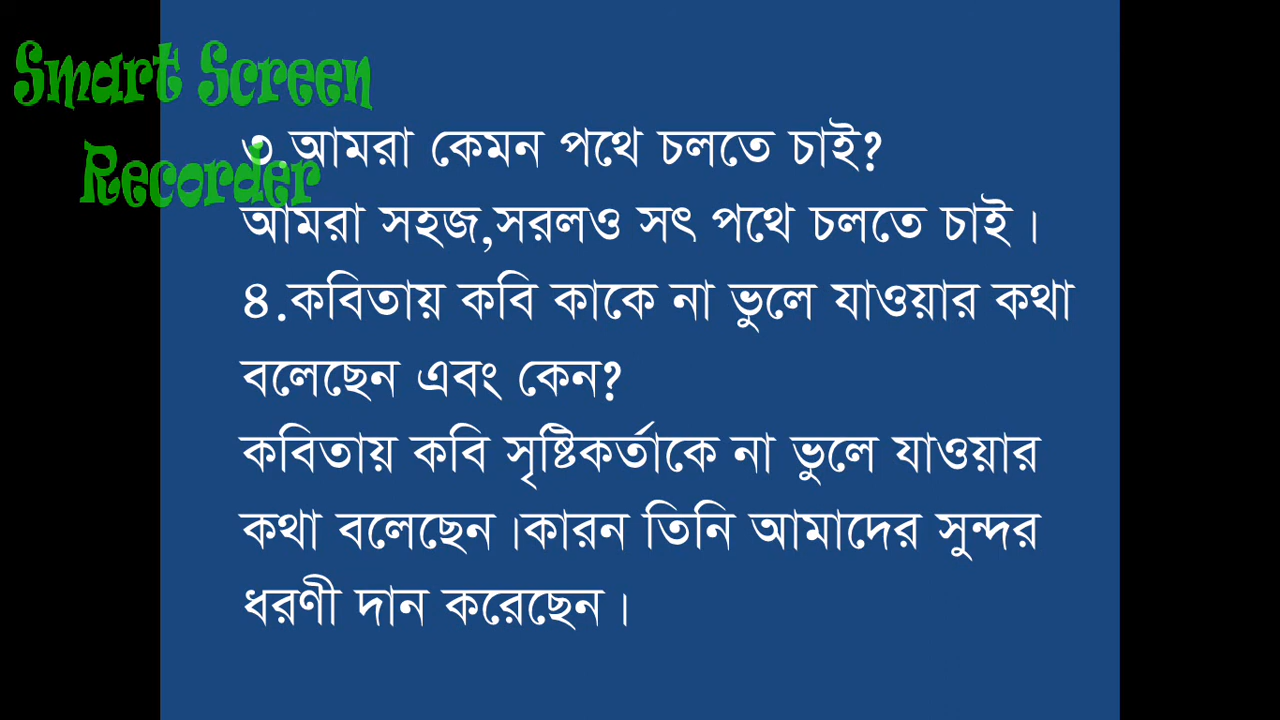 Smart Screen
Recorder
৩.আমরা কেমন পথে চলতে চাই?
আমরা সহজ,সরলও সৎ পথে চলতে চাই।
৪.কবিতায় কবি কাকে না ভুলে যাওয়ার কথা
বলেছেন এবং কেন?
কবিতায় কবি সৃষ্টিকর্তাকে না ভুলে যাওয়ার
কথা বলেছেন।কারন তিনি আমাদের সুন্দর
ধরণী দান করেছেন।